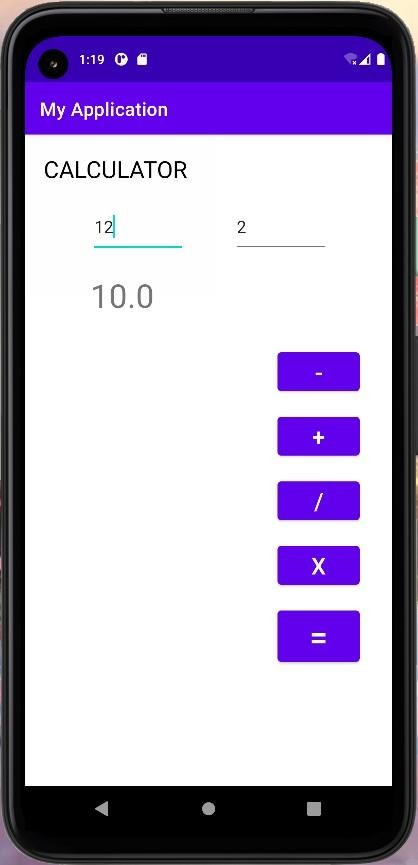 1:19
My Application
CALCULATOR
12 2
10.0
-
+
/
X
=